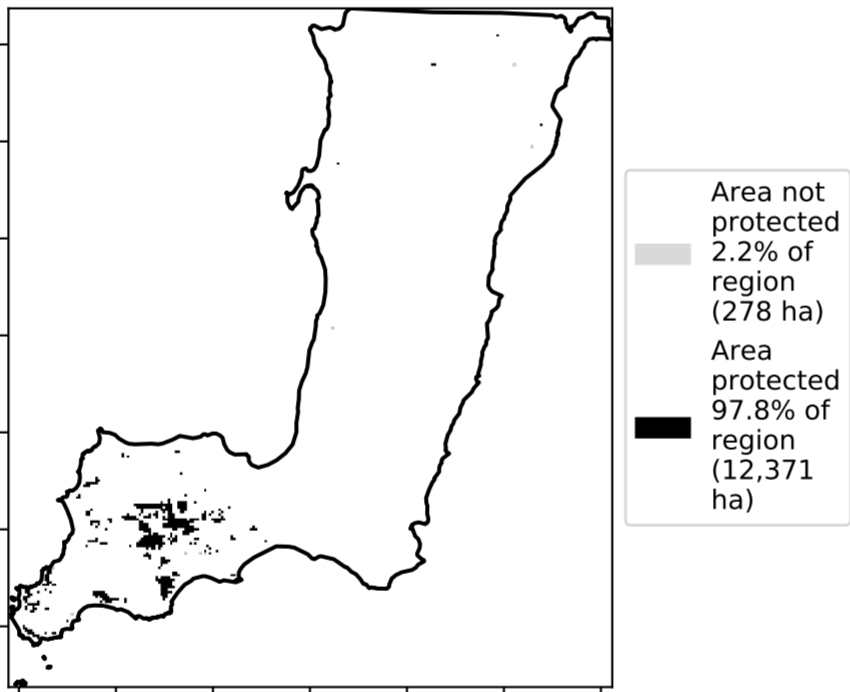 Area not
protected
2.2% of
region
(278 ha)
Area
protected
97.8% of
region
(12,371
ha)